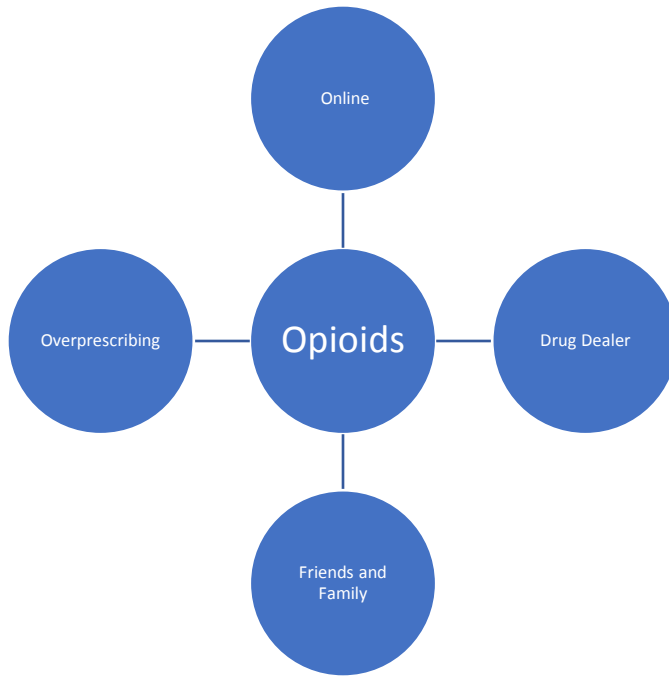 Online
Overprescribing
Opioids
Drug Dealer
Friends and
Family